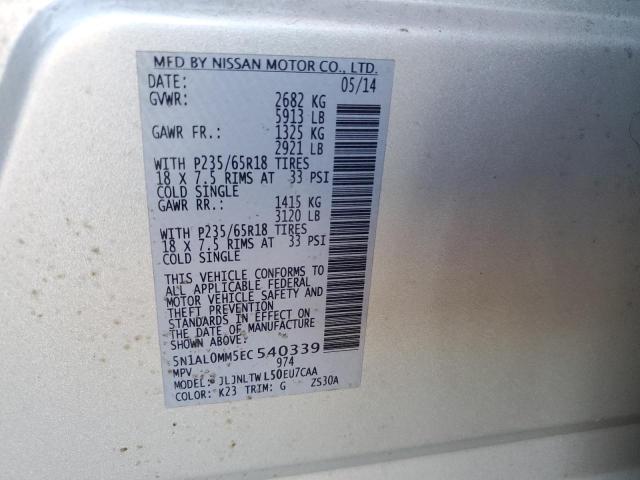 MFD BY NISSAN MOTOR CO., LTD.
DATE: 05/14
GVWR: 2682 KG
5913 LB
GAWR FR.: 1325 KG
2921 LB
WITH P235/65R18 TIRES
18 X 7.5 RIMS AT 33 PSI
COLD SINGLE
GAWR RR.: 1415 KG
3120 LB
WITH P235/65R18 TIRES
18 X 7.5 RIMS AT 33 PSI
COLD SINGLE
THIS VEHICLE CONFORMS TO
ALL APPLICABLE FEDERAL
MOTOR VEHICLE SAFETY AND
THEFT PREVENTION
STANDARDS IN EFFECT ON
THE DATE OF MANUFACTURE
SHOWN ABOVE.
5N1AL0MM5EC540339
MPV 974
MODEL: JLJNLTWL50EU7CAA
COLOR: K23 TRIM: G ZS30A